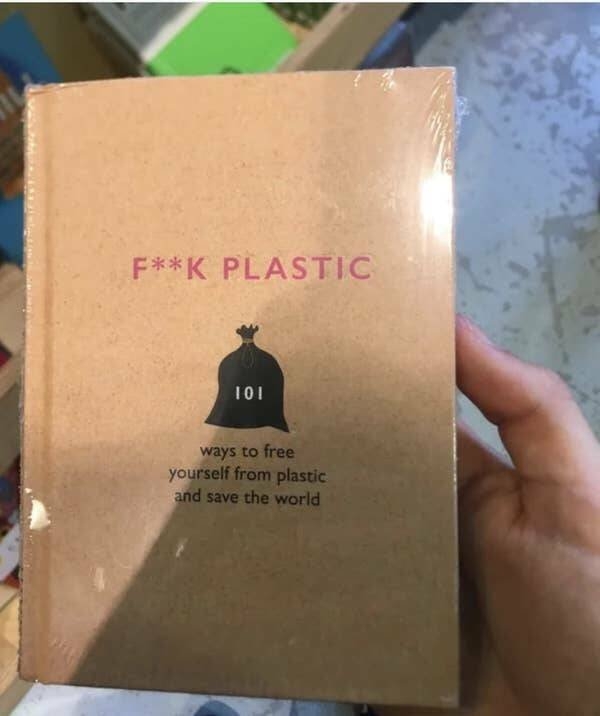 F**K PLASTIC
101
ways to free
yourself from plastic
and save the world